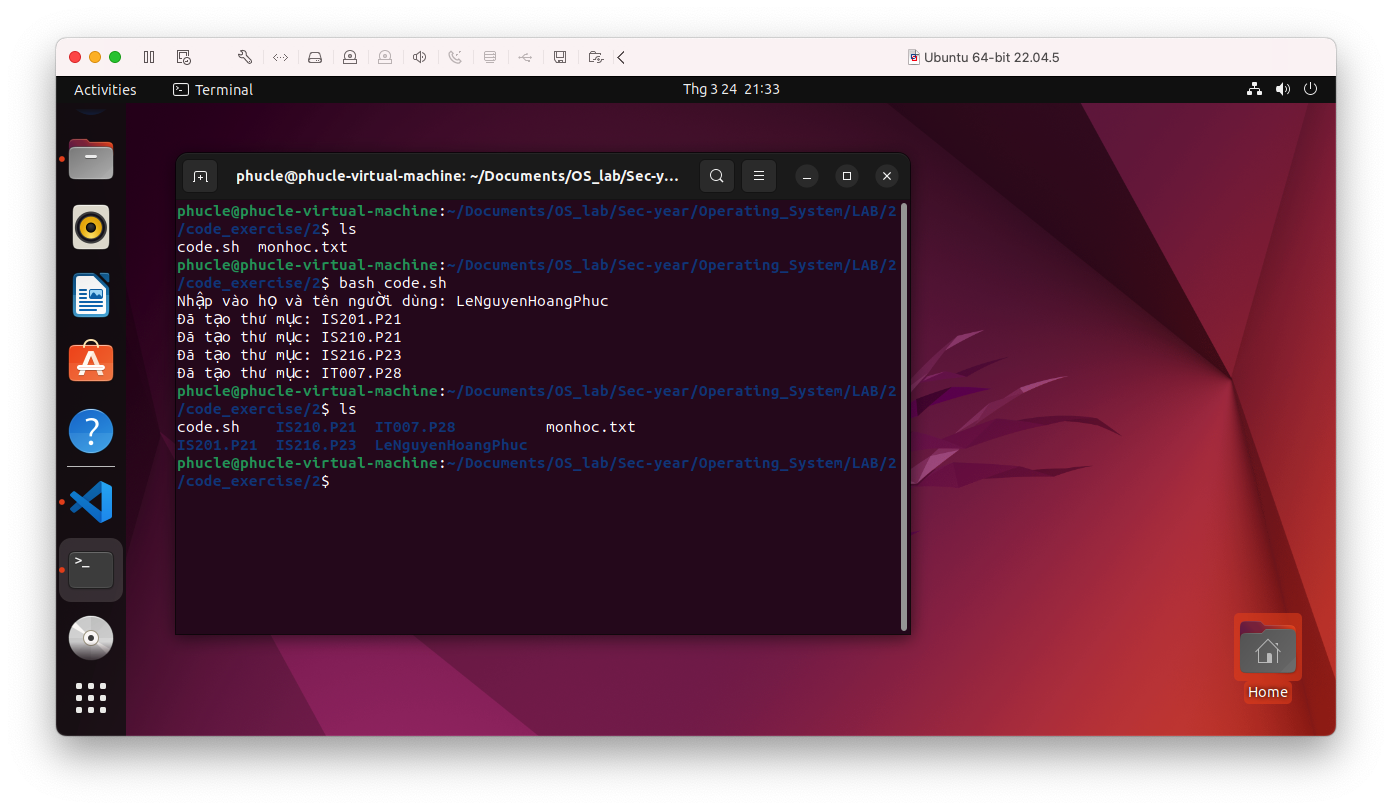 Ubuntu 64-bit 22.04.5
Activities Terminal Thg 3 24 21:33
phucle@phucle-virtual-machine: ~/Documents/OS_lab/Sec-y...
phucle@phucle-virtual-machine:~/Documents/OS_lab/Sec-year/Operating_System/LAB/2
/code_exercise/2$ ls
code.sh monhoc.txt
phucle@phucle-virtual-machine:~/Documents/OS_lab/Sec-year/Operating_System/LAB/2
/code_exercise/2$ bash code.sh
Nhập vào họ và tên người dùng: LeNguyenHoangPhuc
Đã tạo thư mục: IS201.P21
Đã tạo thư mục: IS210.P21
Đã tạo thư mục: IS216.P23
Đã tạo thư mục: IT007.P28
phucle@phucle-virtual-machine:~/Documents/OS_lab/Sec-year/Operating_System/LAB/2
/code_exercise/2$ ls
code.sh IS210.P21 IT007.P28 monhoc.txt
IS201.P21 IS216.P23 LeNguyenHoangPhuc
phucle@phucle-virtual-machine:~/Documents/OS_lab/Sec-year/Operating_System/LAB/2
/code_exercise/2$
Home